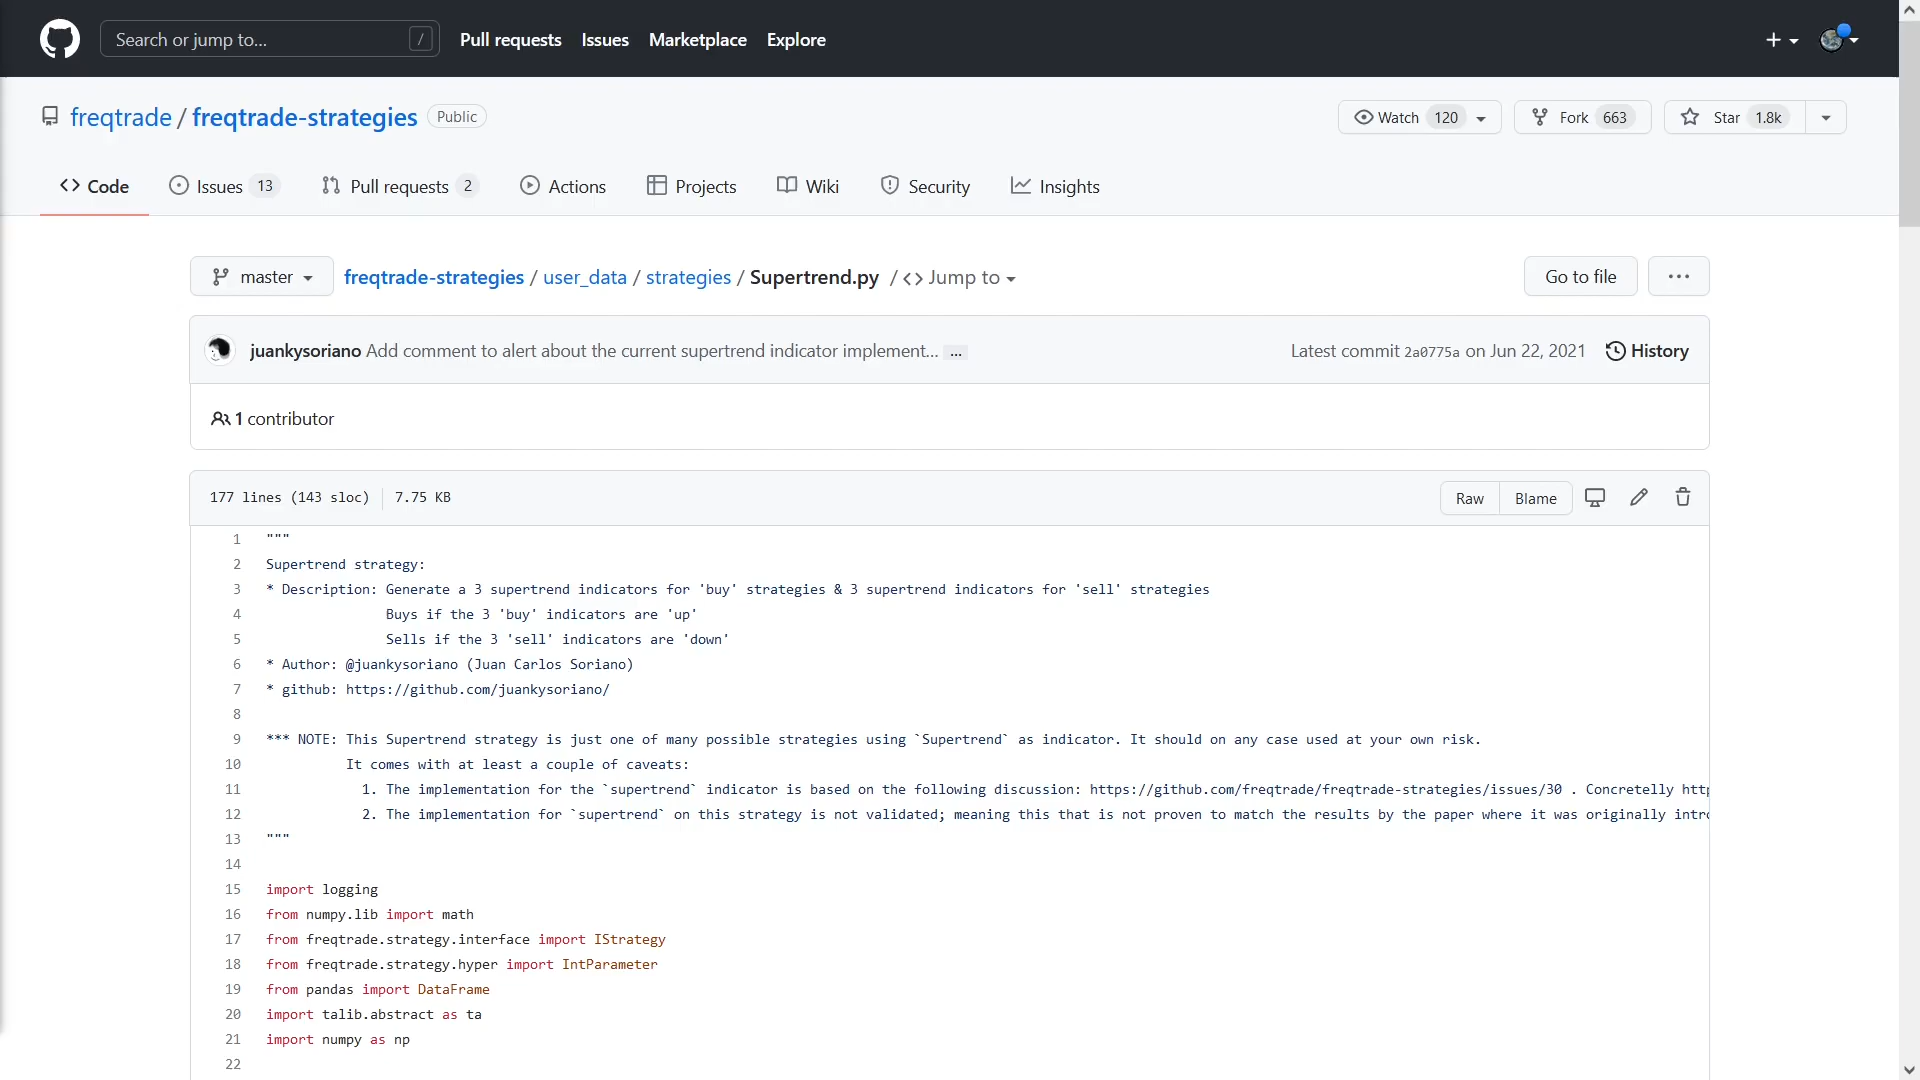 Search or jump to... /
Pull requests Issues Marketplace Explore
freqtrade / freqtrade-strategies Public
Watch 120 Fork 663 Star 1.8k
Code Issues 13 Pull requests 2 Actions Projects Wiki Security Insights
master freqtrade-strategies / user_data / strategies / Supertrend.py / <> Jump to Go to file ...
juankysoriano Add comment to alert about the current supertrend indicator implement... ... Latest commit 2a0775a on Jun 22, 2021 History
1 contributor
177 lines (143 sloc) 7.75 KB Raw Blame
1 """
2 Supertrend strategy:
3 * Description: Generate a 3 supertrend indicators for 'buy' strategies & 3 supertrend indicators for 'sell' strategies
4 Buys if the 3 'buy' indicators are 'up'
5 Sells if the 3 'sell' indicators are 'down'
6 * Author: @juankysoriano (Juan Carlos Soriano)
7 * github: https://github.com/juankysoriano/
8
9 *** NOTE: This Supertrend strategy is just one of many possible strategies using `Supertrend` as indicator. It should on any case used at your own risk.
10 It comes with at least a couple of caveats:
11 1. The implementation for the `supertrend` indicator is based on the following discussion: https://github.com/freqtrade/freqtrade-strategies/issues/30 . Concretelly http
12 2. The implementation for `supertrend` on this strategy is not validated; meaning this that is not proven to match the results by the paper where it was originally intro
13 """
14
15 import logging
16 from numpy.lib import math
17 from freqtrade.strategy.interface import IStrategy
18 from freqtrade.strategy.hyper import IntParameter
19 from pandas import DataFrame
20 import talib.abstract as ta
21 import numpy as np
22